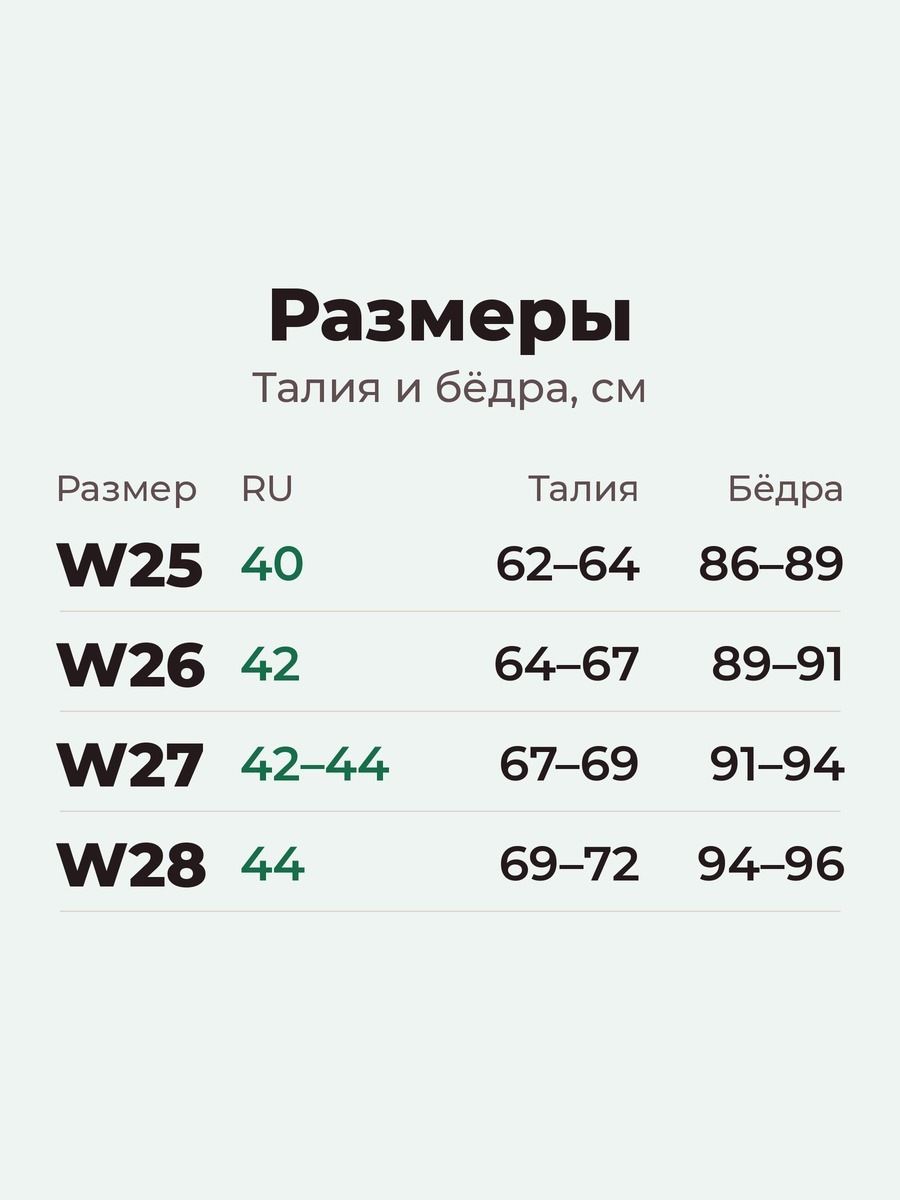 Размеры
Талия и бёдра, см
Размер RU Талия Бёдра
W25 40 62–64 86–89
W26 42 64–67 89–91
W27 42–44 67–69 91–94
W28 44 69–72 94–96